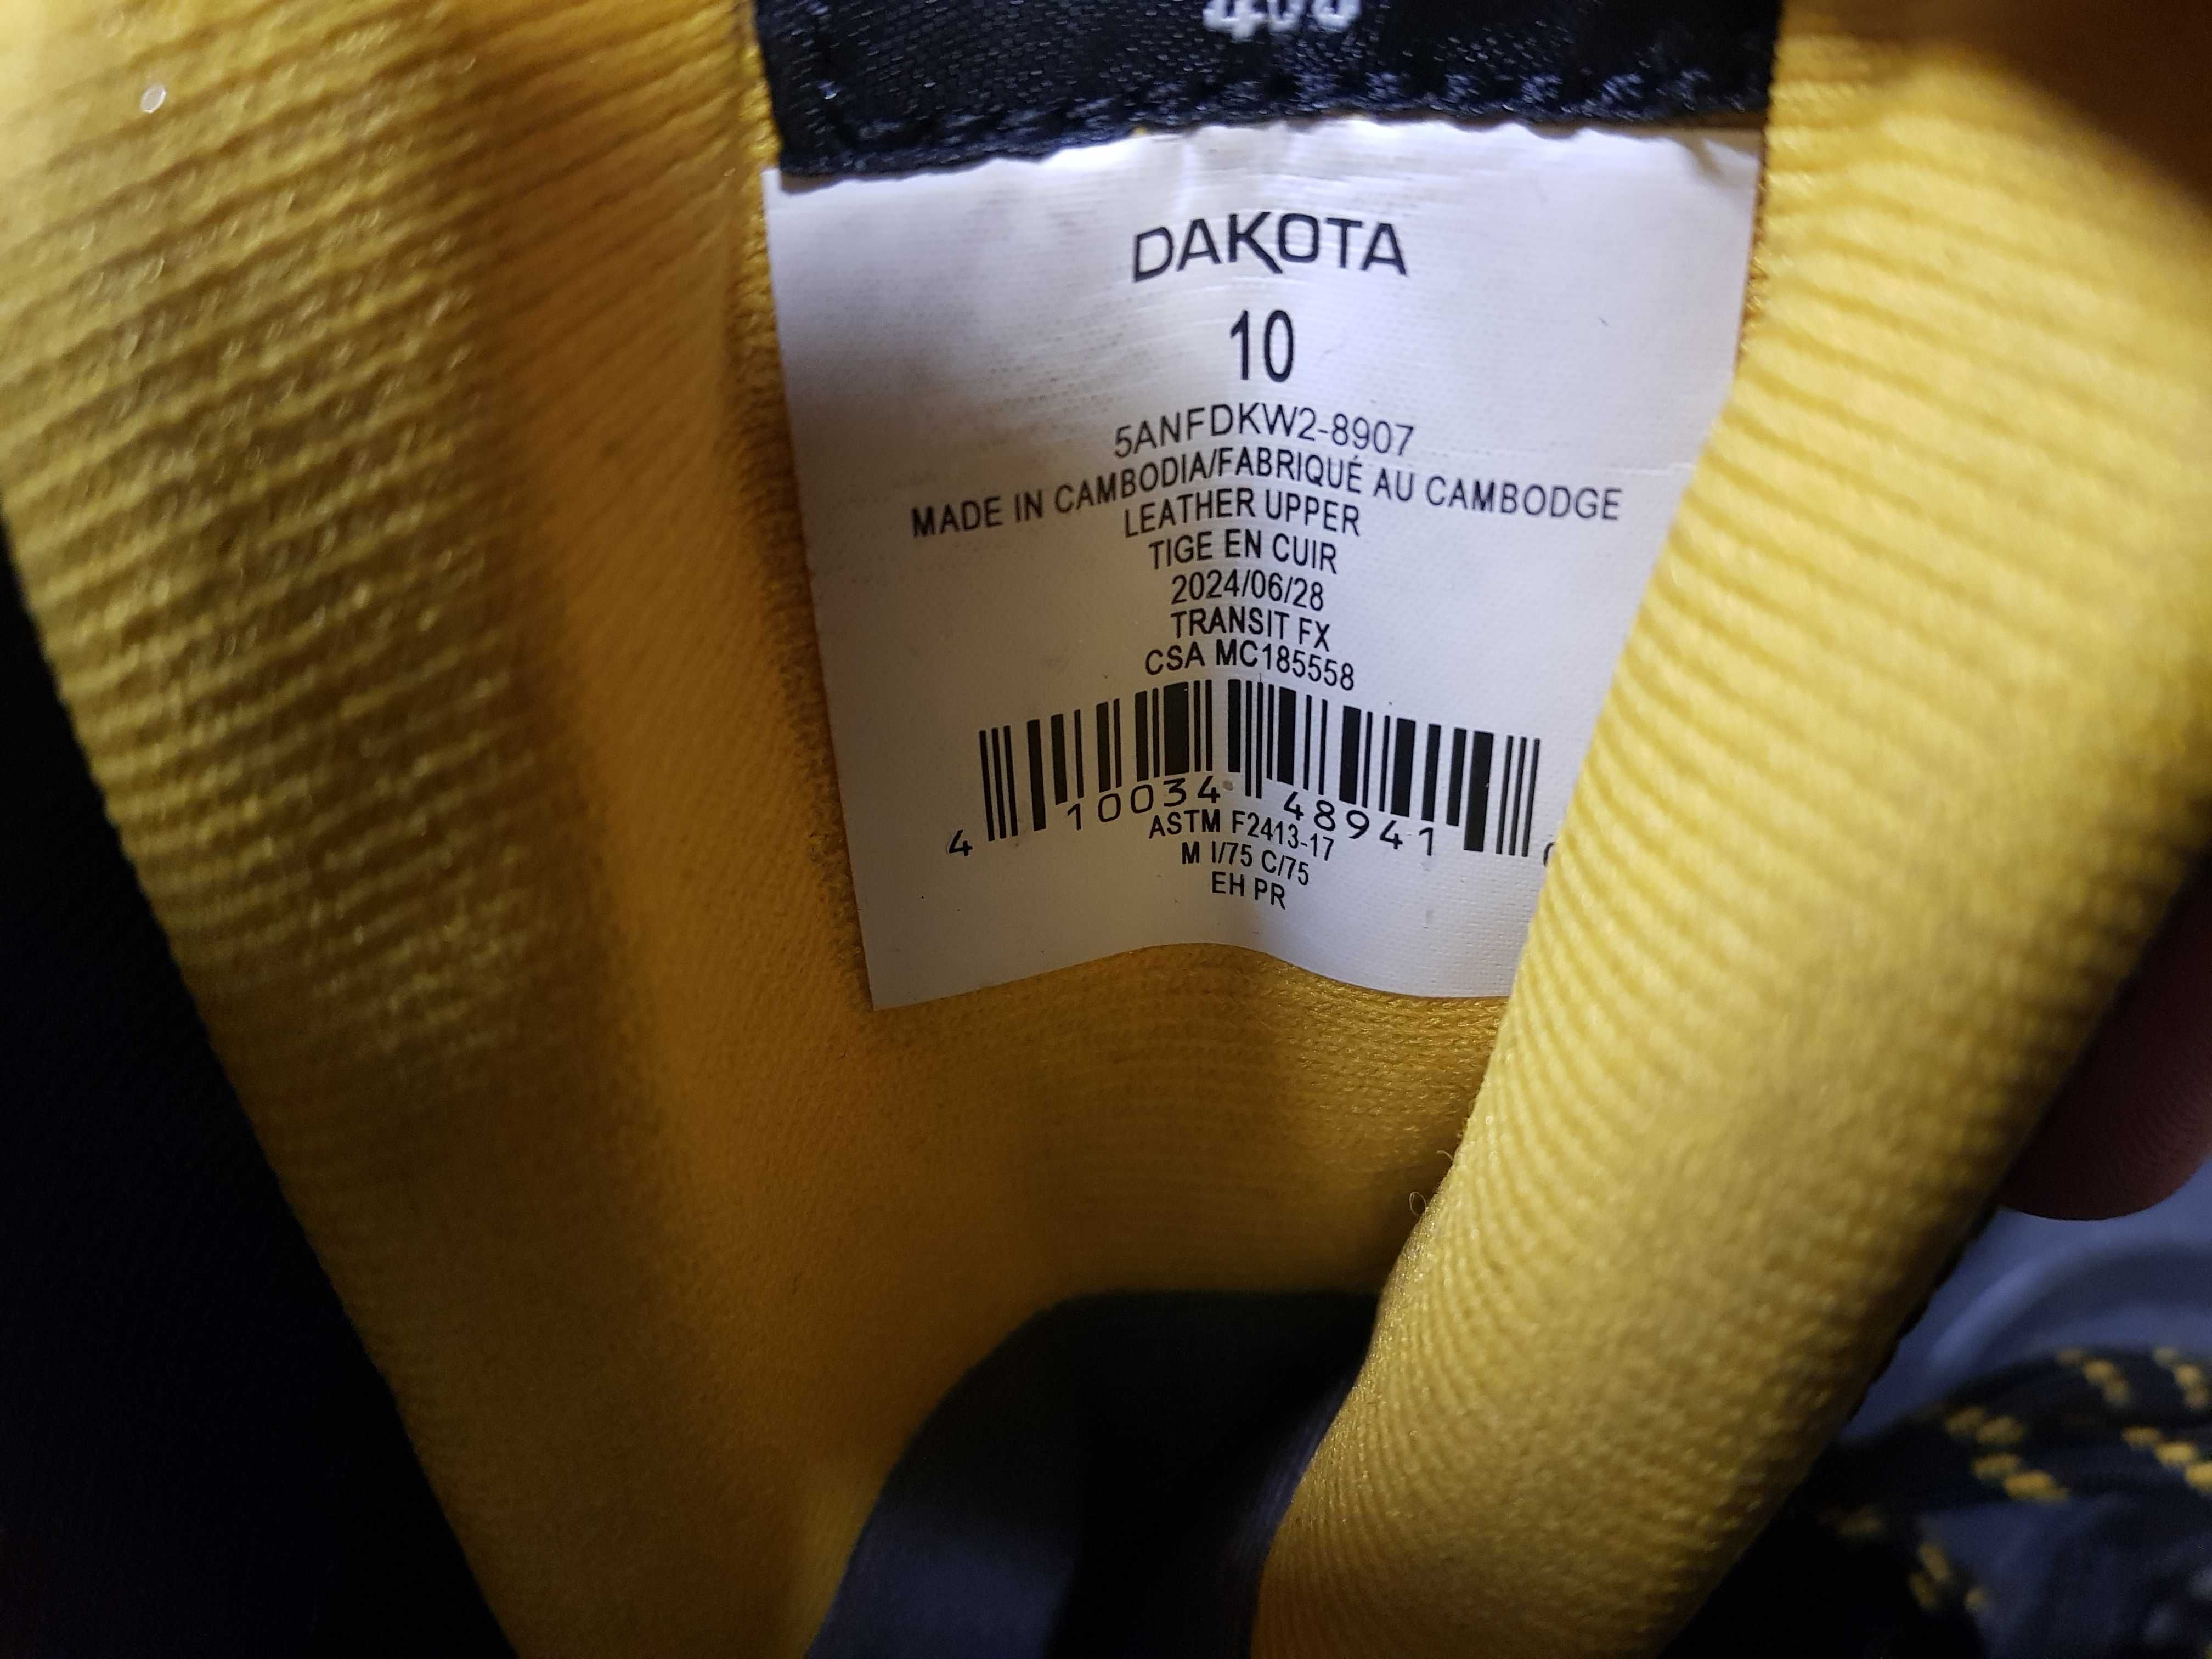 DAKOTA
10
5ANFDKW2-8907
MADE IN CAMBODIA/FABRIQUÉ AU CAMBODGE
LEATHER UPPER
TIGE EN CUIR
2024/06/28
TRANSIT FX
CSA MC185558
4 10034 48941
ASTM F2413-17
M I/75 C/75
EH PR